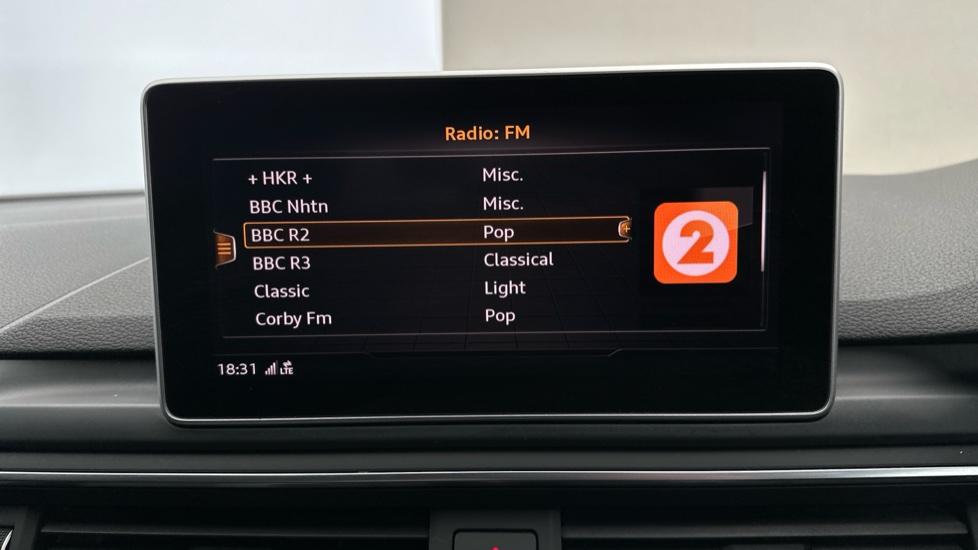 Radio: FM
+ HKR + Misc.
BBC Nhtn Misc.
BBC R2 Pop
BBC R3 Classical
Classic Light
Corby Fm Pop
2
18:31 LTE